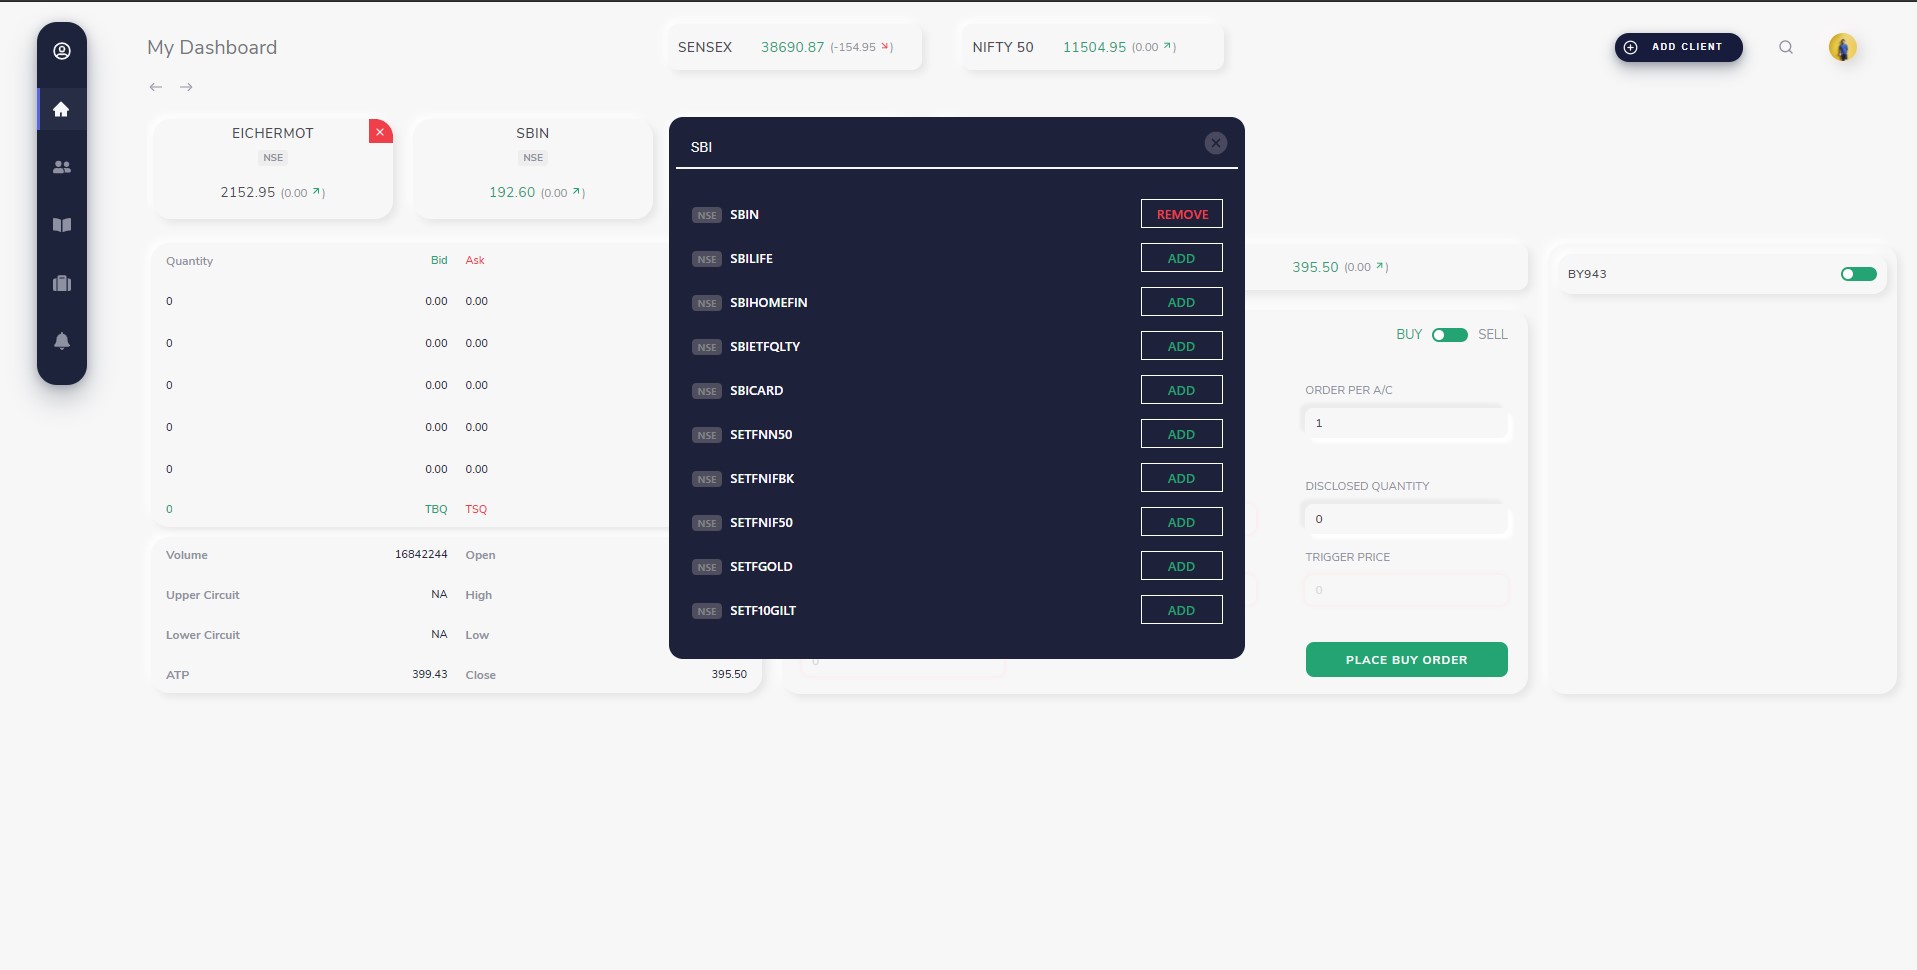 My Dashboard
SENSEX 38690.87 (-154.95 ↘)
NIFTY 50 11504.95 (0.00 ↗)
ADD CLIENT
EICHERMOT
NSE
2152.95 (0.00 ↗)
SBIN
NSE
192.60 (0.00 ↗)
SBI
NSE SBIN REMOVE
NSE SBILIFE ADD
NSE SBIHOMEFIN ADD
NSE SBIETFQLTY ADD
NSE SBICARD ADD
NSE SETFNN50 ADD
NSE SETFNIFBK ADD
NSE SETFNIF50 ADD
NSE SETFGOLD ADD
NSE SETF10GILT ADD
Quantity Bid Ask
0 0.00 0.00
0 0.00 0.00
0 0.00 0.00
0 0.00 0.00
0 0.00 0.00
0 TBQ TSQ
Volume 16842244 Open
Upper Circuit NA High
Lower Circuit NA Low
ATP 399.43 Close 395.50
395.50 (0.00 ↗)
BUY SELL
ORDER PER A/C
1
DISCLOSED QUANTITY
0
TRIGGER PRICE
0
0
PLACE BUY ORDER
BY943